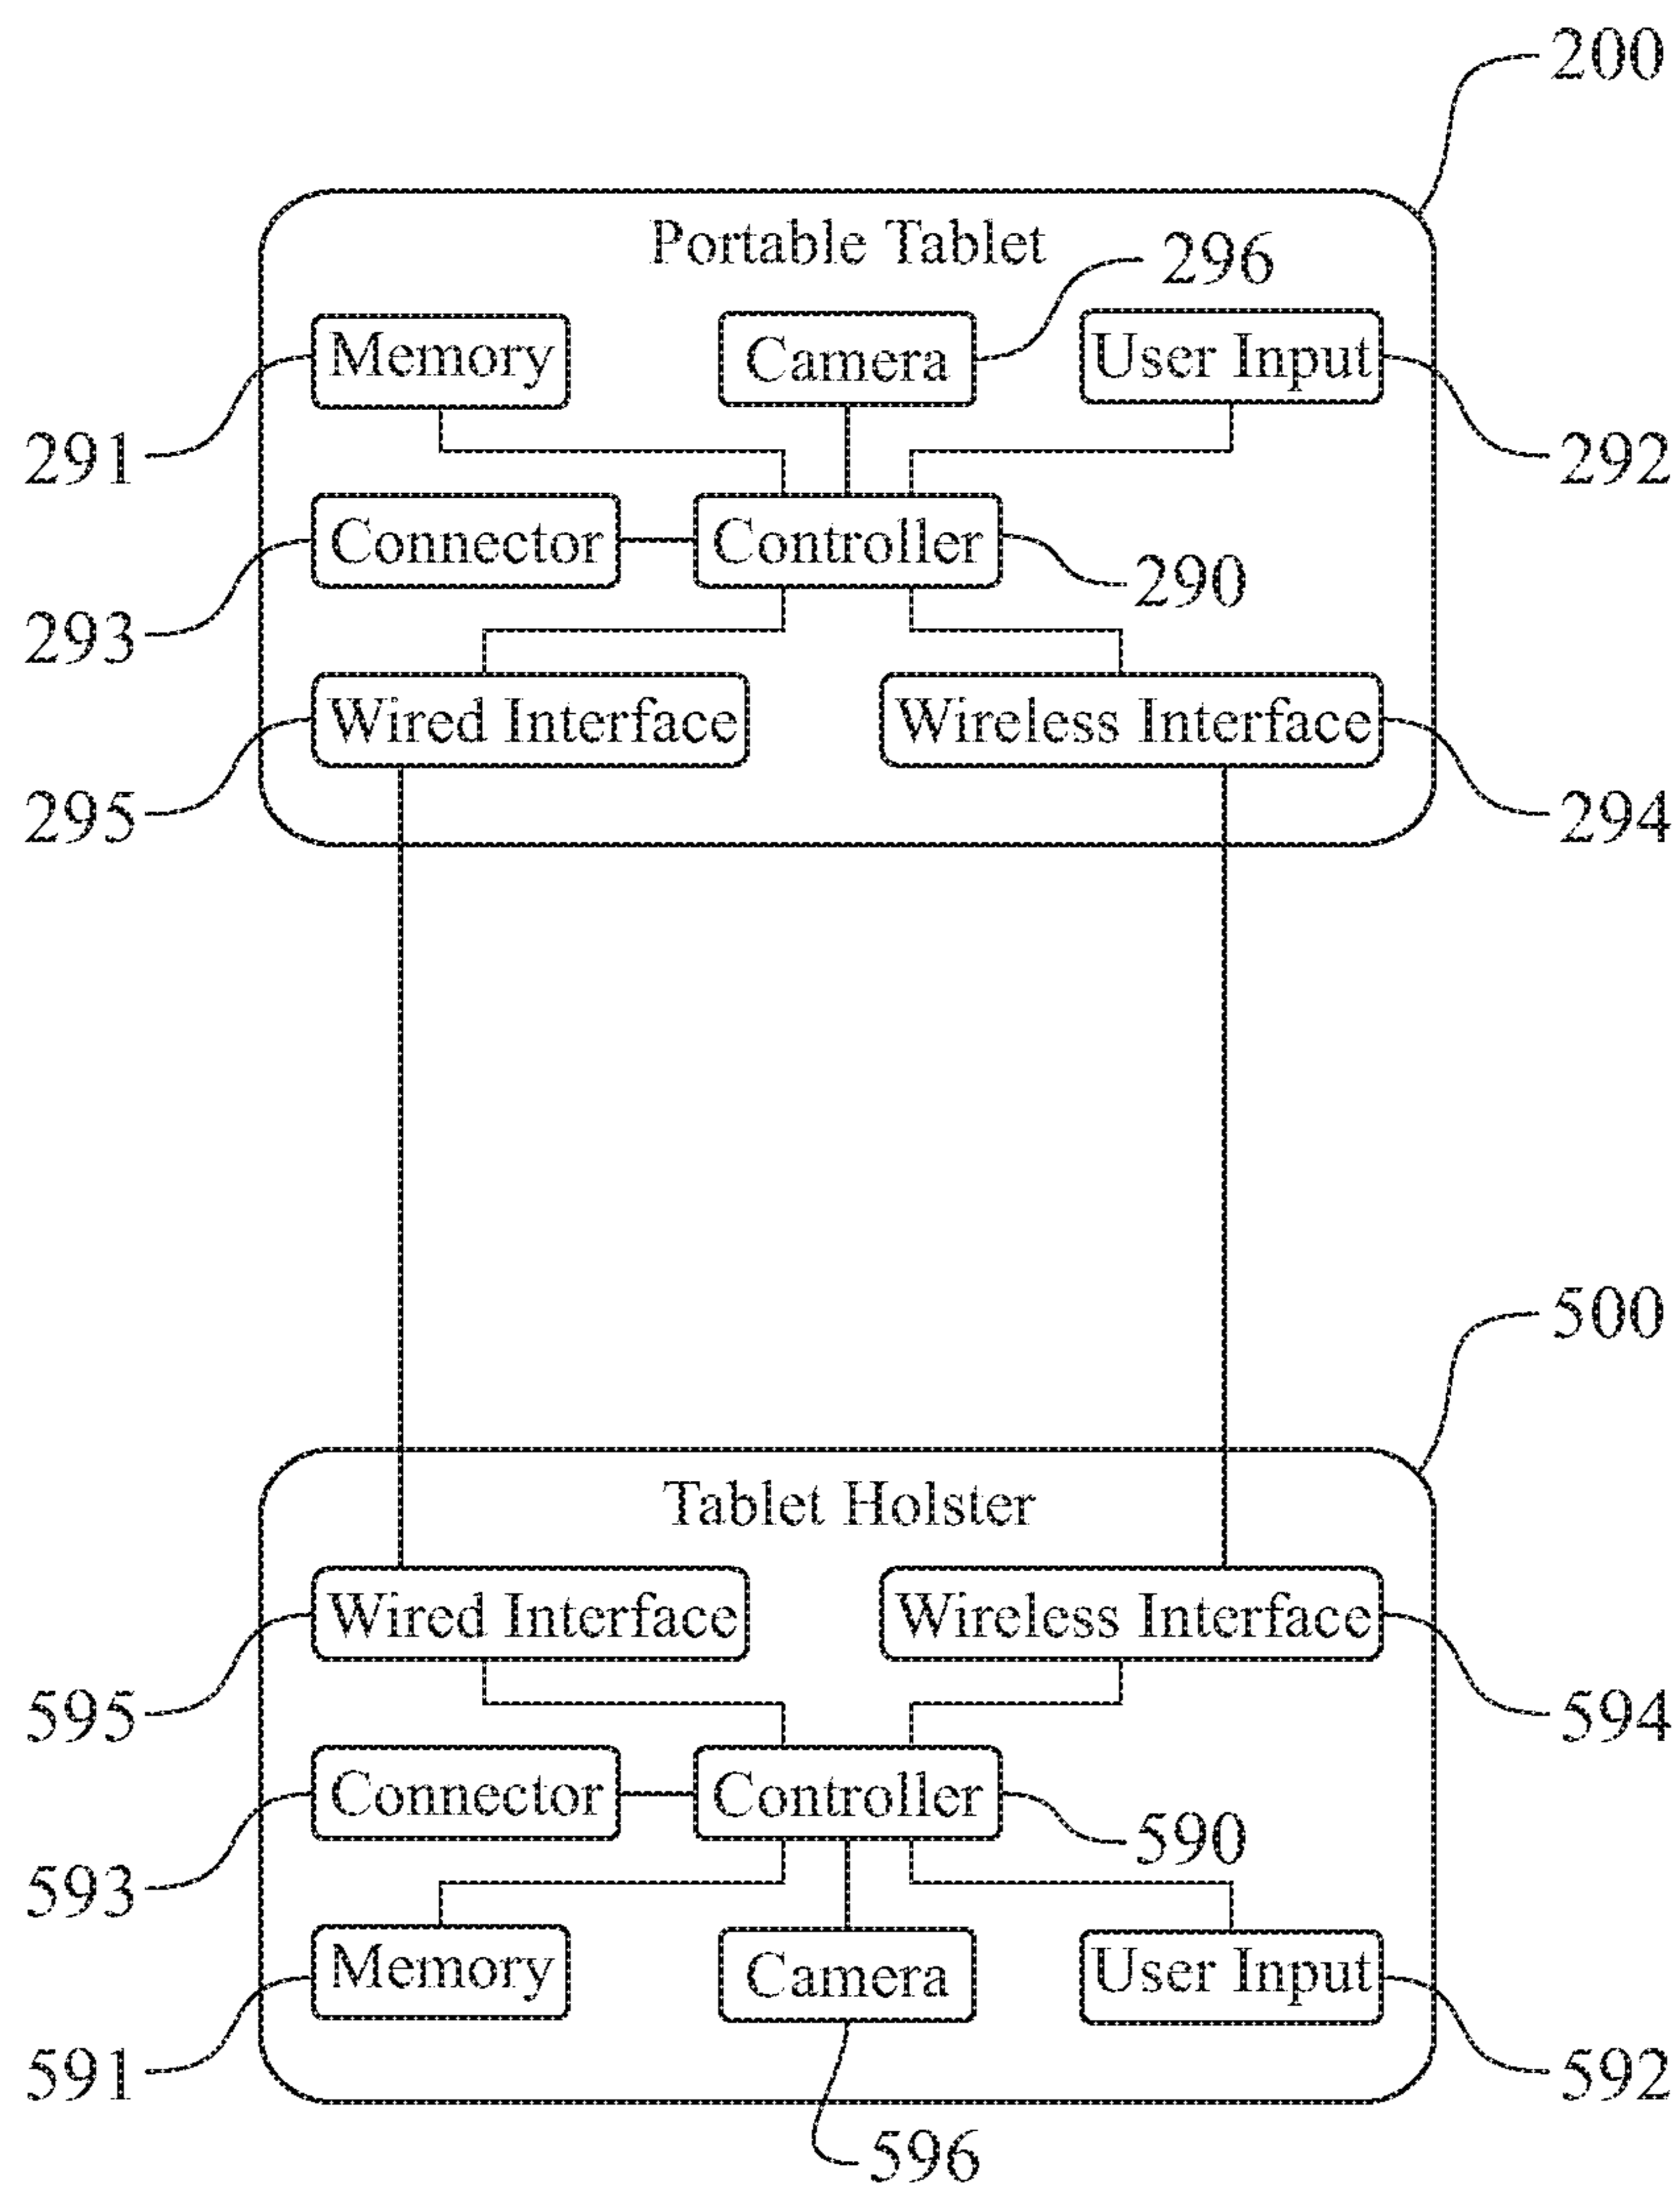 200
Portable Tablet
296
Memory
Camera
User Input
291
292
Connector
Controller
290
293
Wired Interface
Wireless Interface
295
294
500
Tablet Holster
Wired Interface
Wireless Interface
595
594
Connector
Controller
590
593
Memory
Camera
User Input
591
592
596